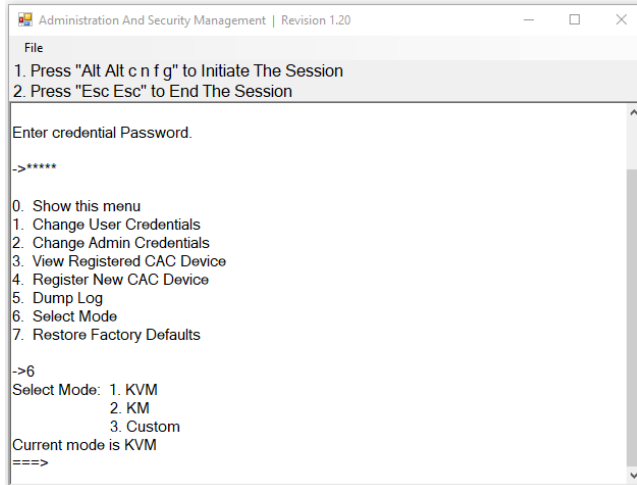 Administration And Security Management | Revision 1.20
File
1. Press "Alt Alt c n f g" to Initiate The Session
2. Press "Esc Esc" to End The Session
Enter credential Password.
->*****
0. Show this menu
1. Change User Credentials
2. Change Admin Credentials
3. View Registered CAC Device
4. Register New CAC Device
5. Dump Log
6. Select Mode
7. Restore Factory Defaults
->6
Select Mode: 1. KVM
2. KM
3. Custom
Current mode is KVM
===>